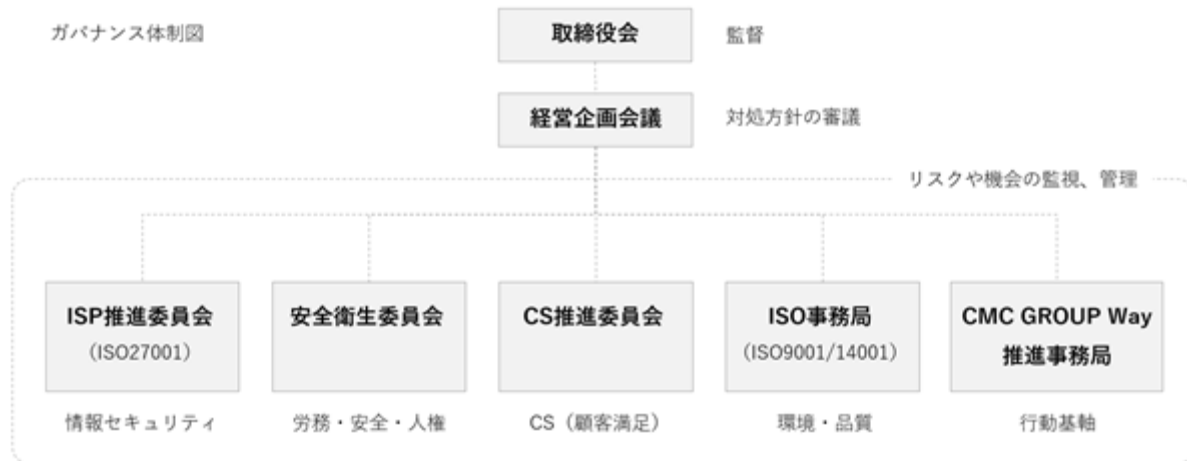 ガバナンス体制図
取締役会
監督
経営企画会議
対処方針の審議
リスクや機会の監視、管理
ISP推進委員会
（ISO27001）
情報セキュリティ
安全衛生委員会
労務・安全・人権
CS推進委員会
CS（顧客満足）
ISO事務局
（ISO9001/14001）
環境・品質
CMC GROUP Way
推進事務局
行動基軸